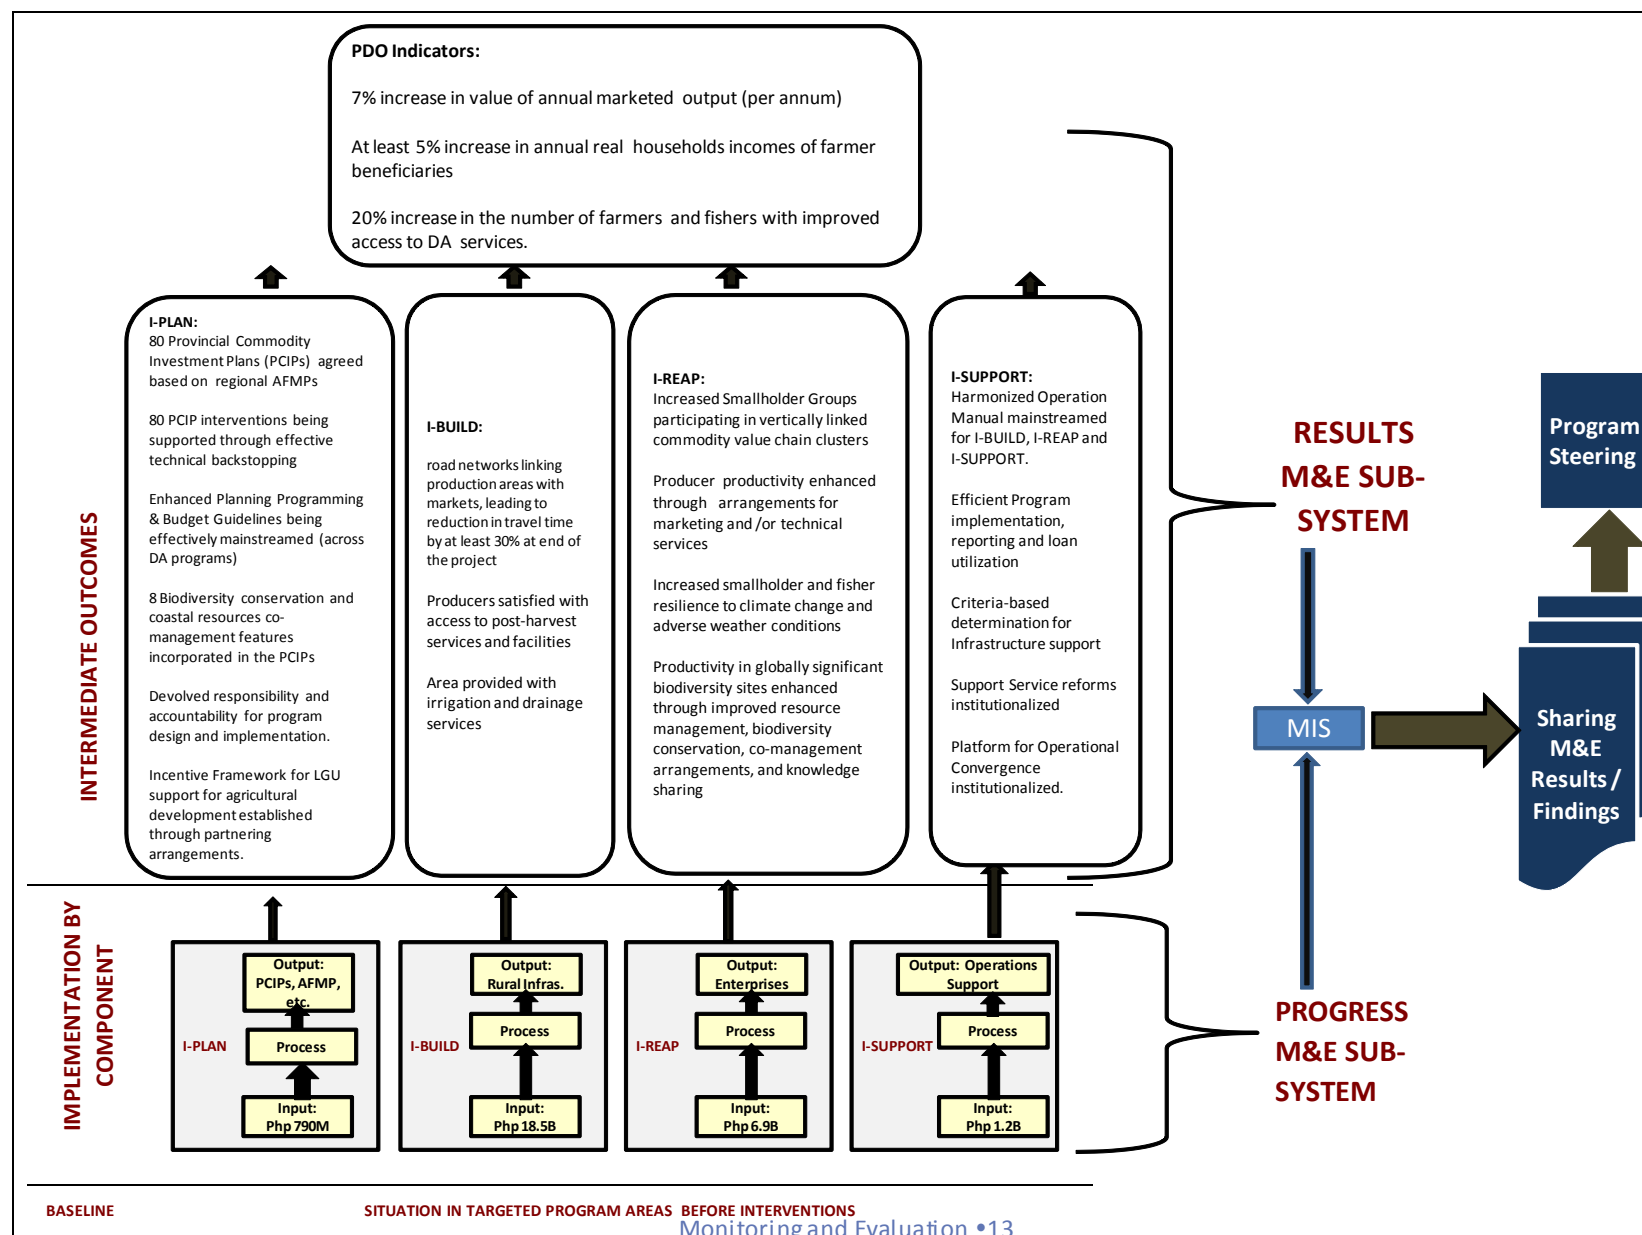 PDO Indicators:
7% increase in value of annual marketed output (per annum)
At least 5% increase in annual real households incomes of farmer
beneficiaries
20% increase in the number of farmers and fishers with improved
access to DA services.
INTERMEDIATE OUTCOMES
I-PLAN:
80 Provincial Commodity
Investment Plans (PCIPs) agreed
based on regional AFMPs
80 PCIP interventions being
supported through effective
technical backstopping
Enhanced Planning Programming
& Budget Guidelines being
effectively mainstreamed (across
DA programs)
8 Biodiversity conservation and
coastal resources co-
management features
incorporated in the PCIPs
Devolved responsibility and
accountability for program
design and implementation.
Incentive Framework for LGU
support for agricultural
development established
through partnering
arrangements.
I-BUILD:
road networks linking
production areas with
markets, leading to
reduction in travel time
by at least 30% at end of
the project
Producers satisfied with
access to post-harvest
services and facilities
Area provided with
irrigation and drainage
services
I-REAP:
Increased Smallholder Groups
participating in vertically linked
commodity value chain clusters
Producer productivity enhanced
through arrangements for
marketing and /or technical
services
Increased smallholder and fisher
resilience to climate change and
adverse weather conditions
Productivity in globally significant
biodiversity sites enhanced
through improved resource
management, biodiversity
conservation, co-management
arrangements, and knowledge
sharing
I-SUPPORT:
Harmonized Operation
Manual mainstreamed
for I-BUILD, I-REAP and
I-SUPPORT.
Efficient Program
implementation,
reporting and loan
utilization
Criteria-based
determination for
Infrastructure support
Support Service reforms
institutionalized
Platform for Operational
Convergence
institutionalized.
RESULTS
M&E SUB-
SYSTEM
MIS
Program
Steering
Sharing
M&E
Results /
Findings
IMPLEMENTATION BY
COMPONENT
I-PLAN
Output:
PCIPs, AFMP,
etc.
Process
Input:
Php 790M
I-BUILD
Output:
Rural Infras.
Process
Input:
Php 18.5B
I-REAP
Output:
Enterprises
Process
Input:
Php 6.9B
I-SUPPORT
Output: Operations
Support
Process
Input:
Php 1.2B
PROGRESS
M&E SUB-
SYSTEM
BASELINE
SITUATION IN TARGETED PROGRAM AREAS BEFORE INTERVENTIONS
Monitoring and Evaluation •13